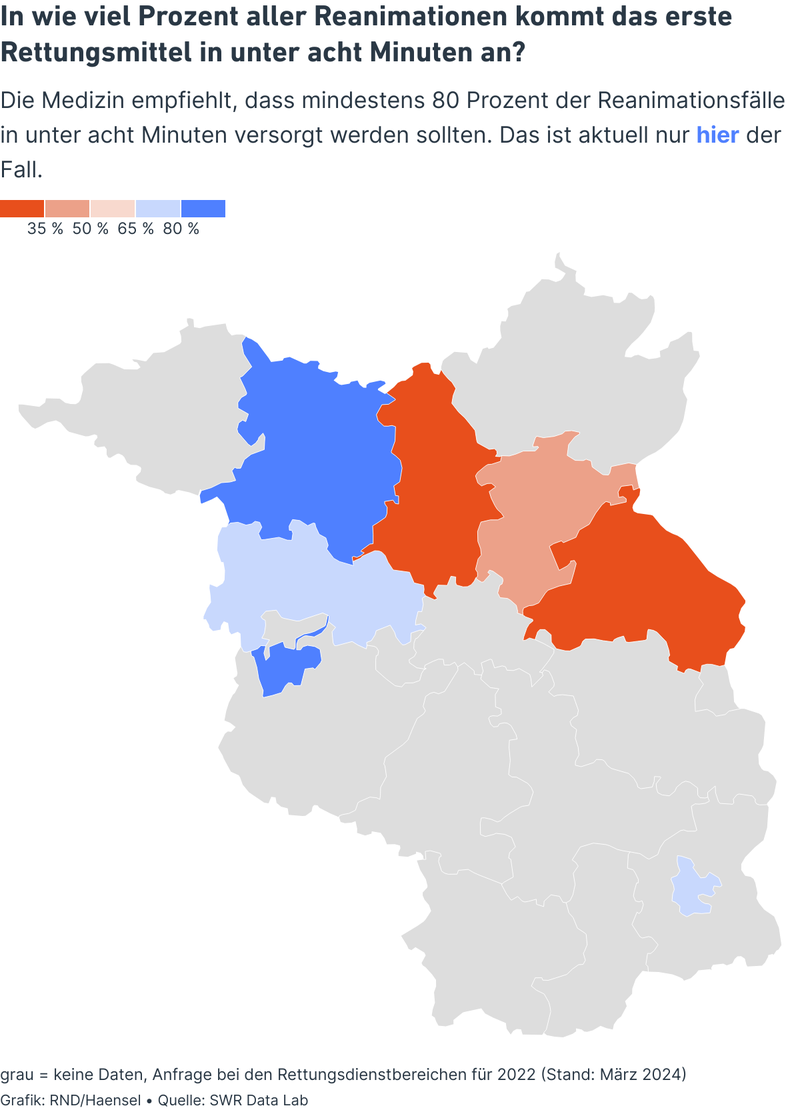 In wie viel Prozent aller Reanimationen kommt das erste
Rettungsmittel in unter acht Minuten an?
Die Medizin empfiehlt, dass mindestens 80 Prozent der Reanimationsfälle
in unter acht Minuten versorgt werden sollten. Das ist aktuell nur hier der
Fall.
35 % 50 % 65 % 80 %
grau = keine Daten, Anfrage bei den Rettungsdienstbereichen für 2022 (Stand: März 2024)
Grafik: RND/Haensel • Quelle: SWR Data Lab